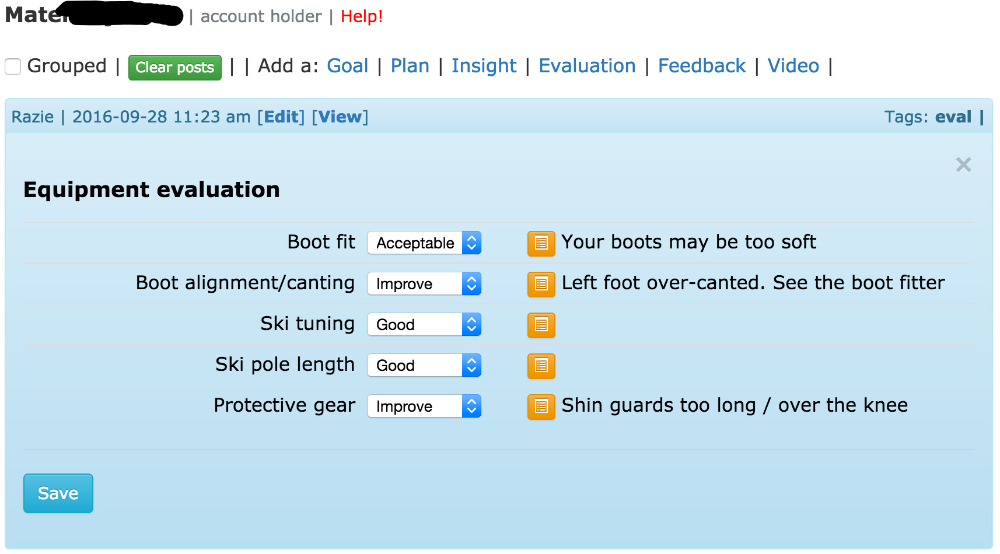 | account holder | Help!
Grouped | Clear posts | | Add a: Goal | Plan | Insight | Evaluation | Feedback | Video |
Razie | 2016-09-28 11:23 am [Edit] [View] Tags: eval |
×
Equipment evaluation
Boot fit Acceptable Your boots may be too soft
Boot alignment/canting Improve Left foot over-canted. See the boot fitter
Ski tuning Good
Ski pole length Good
Protective gear Improve Shin guards too long / over the knee
Save